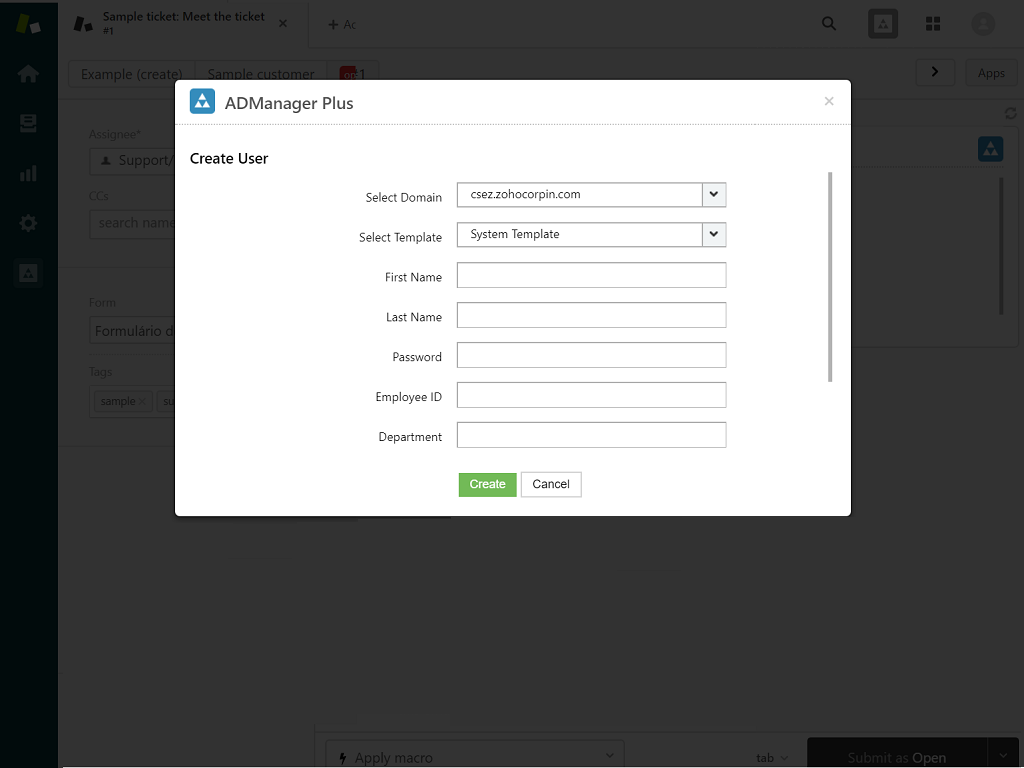 Sample ticket: Meet the ticket
#1
Example (create)
Sample customer
Apps
Assignee*
Support/
CCs
search name
Form
Formulário d
Tags
sample
su
ADManager Plus
Create User
Select Domain
csez.zohocorpin.com
Select Template
System Template
First Name
Last Name
Password
Employee ID
Department
Create
Cancel
Apply macro
tab
Submit as Open